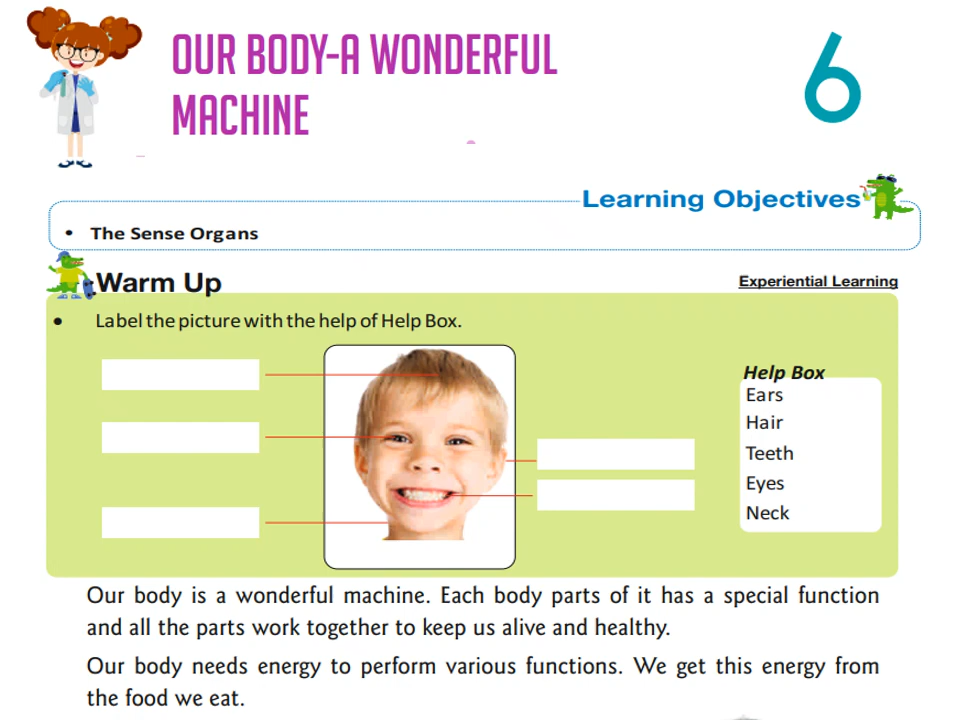 OUR BODY-A WONDERFUL
MACHINE
6
Learning Objectives
• The Sense Organs
Warm Up
Experiential Learning
• Label the picture with the help of Help Box.
Help Box
Ears
Hair
Teeth
Eyes
Neck
Our body is a wonderful machine. Each body parts of it has a special function
and all the parts work together to keep us alive and healthy.
Our body needs energy to perform various functions. We get this energy from
the food we eat.